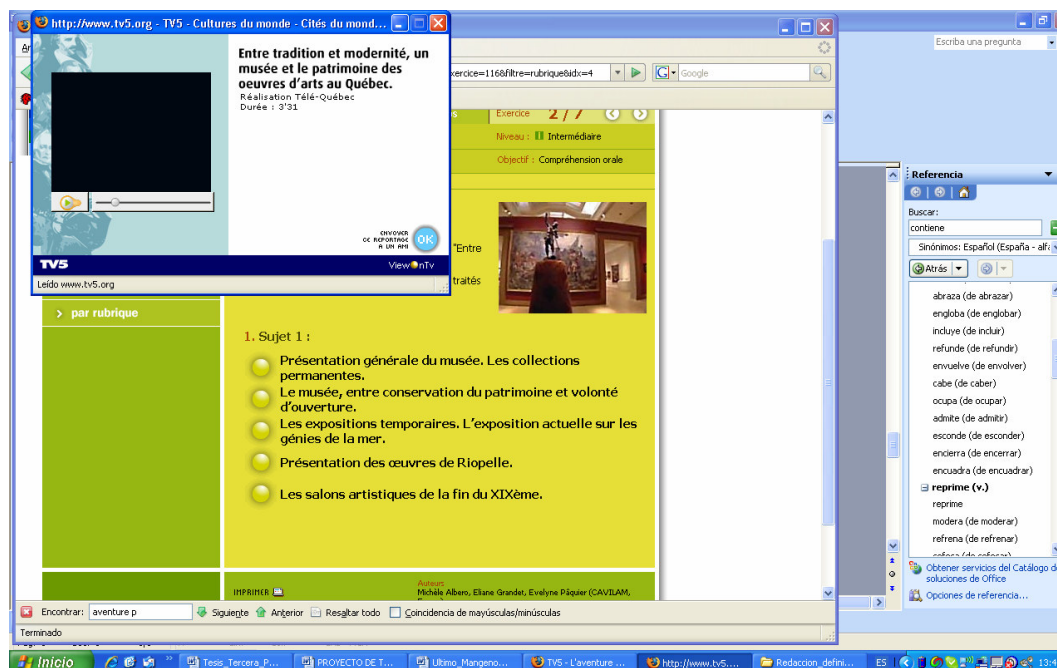 http://www.tv5.org - TV5 - Cultures du monde - Cités du mond...
Entre tradition et modernité, un
musée et le patrimoine des
oeuvres d'arts au Québec.
Réalisation Télé-Québec
Durée : 3'31
ENVOYER
CE REPORTAGE
A UN AMI
OK
TV5
View OnTv
Leído www.tv5.org
xercice=116&filtre=rubrique&idx=4
G
Google
Exercice 2 / 7
Niveau : Intermédiaire
Objectif : Compréhension orale
"Entre
traités
> par rubrique
1. Sujet 1 :
Présentation générale du musée. Les collections
permanentes.
Le musée, entre conservation du patrimoine et volonté
d'ouverture.
Les expositions temporaires. L'exposition actuelle sur les
génies de la mer.
Présentation des œuvres de Riopelle.
Les salons artistiques de la fin du XIXème.
IMPRIMER
Auteurs
Michèle Albero, Eliane Grandet, Evelyne Pâquier (CAVILAM,
Encontrar: aventure p
Siguiente
Anterior
Resaltar todo
Coincidencia de mayúsculas/minúsculas
Terminado
Escriba una pregunta
Referencia
Buscar:
contiene
Sinónimos: Español (España - alfa
Atrás
abraza (de abrazar)
engloba (de englobar)
incluye (de incluir)
refunde (de refundir)
envuelve (de envolver)
cabe (de caber)
ocupa (de ocupar)
admite (de admitir)
esconde (de esconder)
encierra (de encerrar)
encuadra (de encuadrar)
reprime (v.)
reprime
modera (de moderar)
refrena (de refrenar)
Obtener servicios del Catálogo de
soluciones de Office
Opciones de referencia...
Inicio
Tesis_Tercera_P...
PROYECTO DE T...
Ultimo_Mangeno...
TV5 - L'aventure ...
http://www.tv5....
Redaccion_defini...
ES